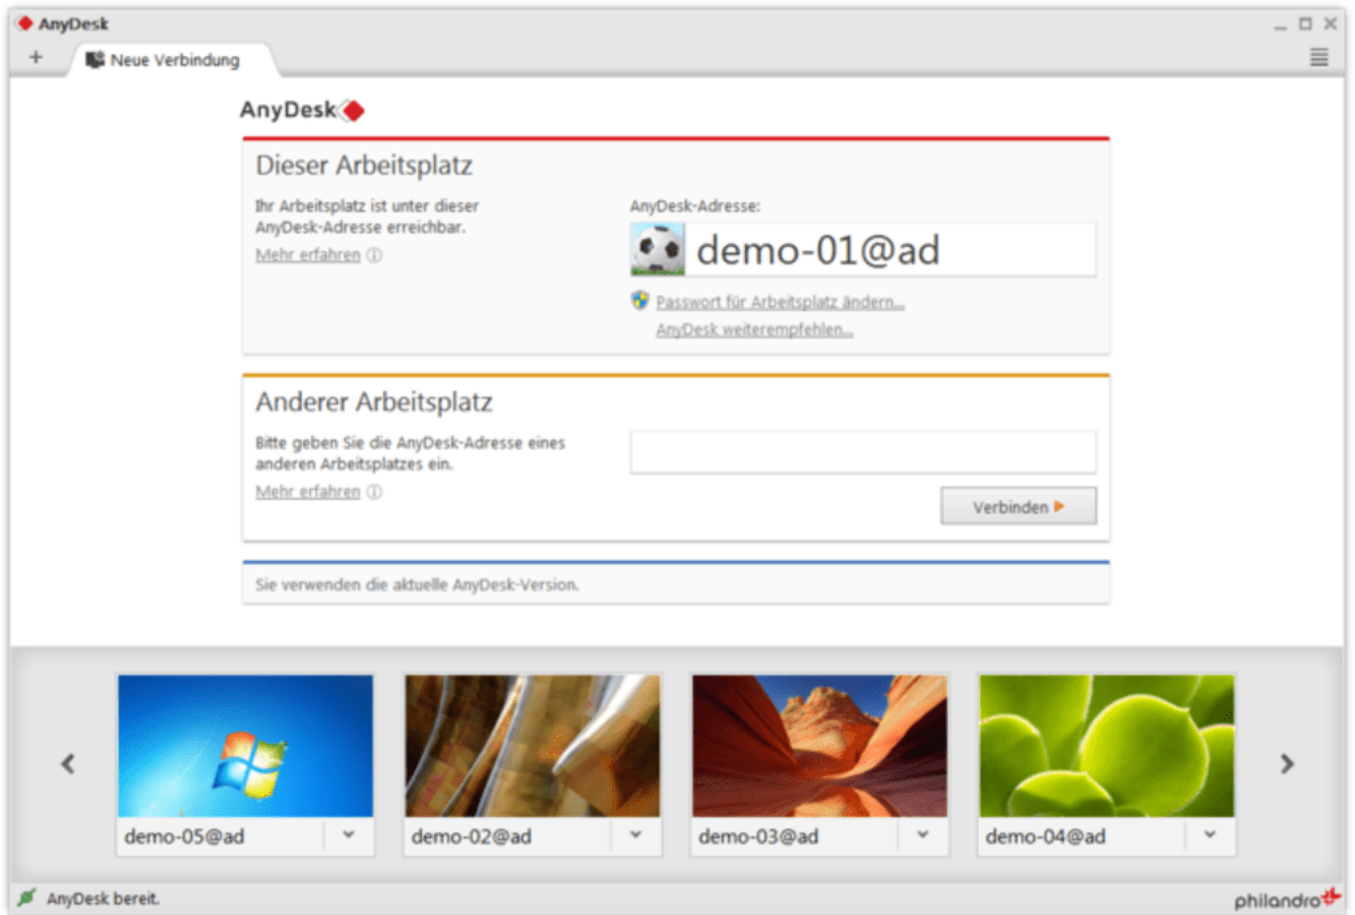 AnyDesk
+ Neue Verbindung
AnyDesk
Dieser Arbeitsplatz
Ihr Arbeitsplatz ist unter dieser
AnyDesk-Adresse erreichbar.
Mehr erfahren
AnyDesk-Adresse:
demo-01@ad
Passwort für Arbeitsplatz ändern...
AnyDesk weiterempfehlen...
Anderer Arbeitsplatz
Bitte geben Sie die AnyDesk-Adresse eines
anderen Arbeitsplatzes ein.
Mehr erfahren
Verbinden
Sie verwenden die aktuelle AnyDesk-Version.
demo-05@ad
demo-02@ad
demo-03@ad
demo-04@ad
AnyDesk bereit.
philandro